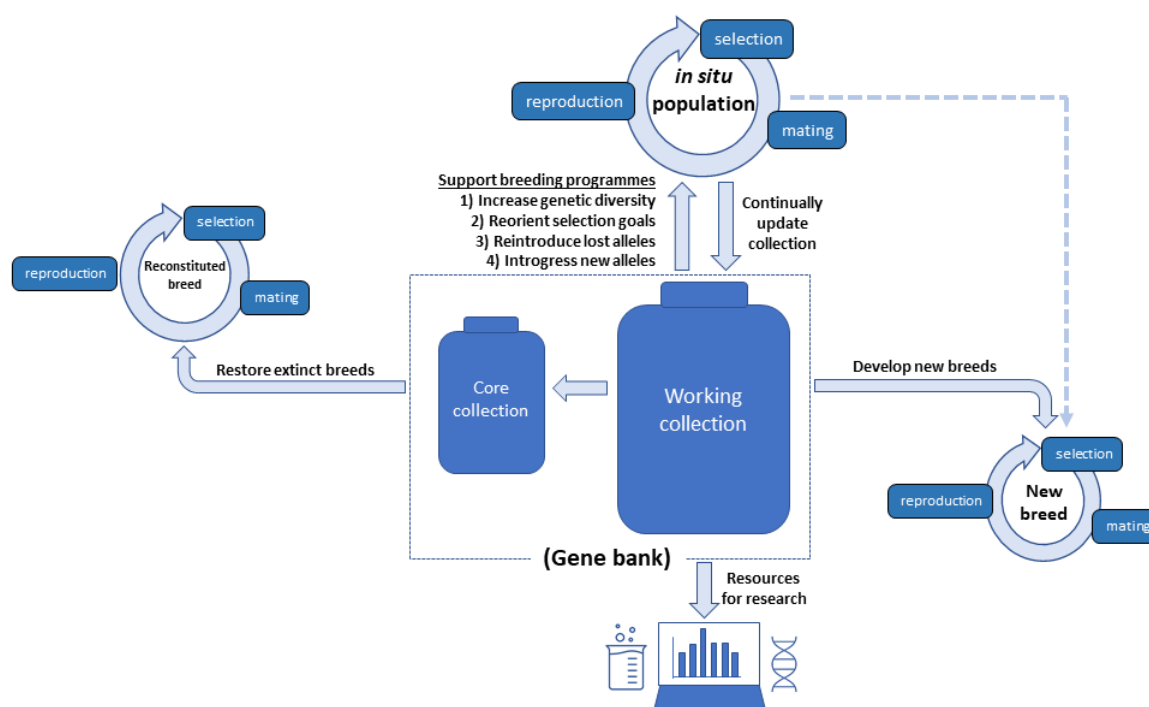 selection
in situ
population
reproduction
mating
Support breeding programmes
1) Increase genetic diversity
2) Reorient selection goals
3) Reintroduce lost alleles
4) Introgress new alleles
Continually
update
collection
selection
reproduction
Reconstituted
breed
mating
Restore extinct breeds
Core
collection
Working
collection
Develop new breeds
selection
reproduction
New
breed
mating
(Gene bank)
Resources
for research